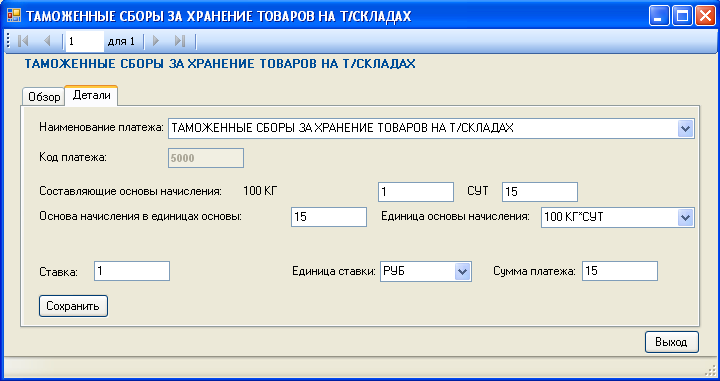 ТАМОЖЕННЫЕ СБОРЫ ЗА ХРАНЕНИЕ ТОВАРОВ НА Т/СКЛАДАХ
1 для 1
ТАМОЖЕННЫЕ СБОРЫ ЗА ХРАНЕНИЕ ТОВАРОВ НА Т/СКЛАДАХ
Обзор Детали
Наименование платежа: ТАМОЖЕННЫЕ СБОРЫ ЗА ХРАНЕНИЕ ТОВАРОВ НА Т/СКЛАДАХ
Код платежа: 5000
Составляющие основы начисления: 100 КГ 1 СУТ 15
Основа начисления в единицах основы: 15 Единица основы начисления: 100 КГ*СУТ
Ставка: 1 Единица ставки: РУБ Сумма платежа: 15
Сохранить
Выход